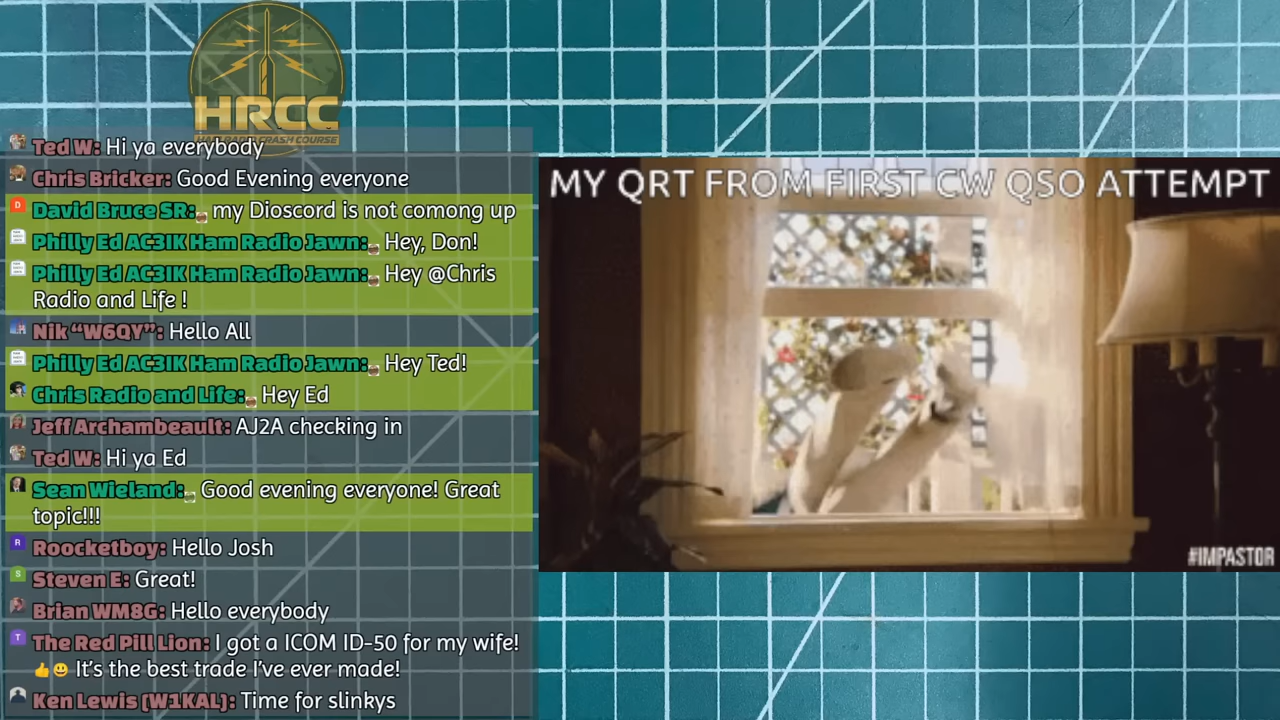 HRCC
HAM RADIO CRASH COURSE
Ted W: Hi ya everybody
Chris Bricker: Good Evening everyone
D
David Bruce SR: my Dioscord is not comong up
Philly Ed AC3IK Ham Radio Jawn: Hey, Don!
Philly Ed AC3IK Ham Radio Jawn: Hey @Chris
Radio and Life !
Nik “W6QY”: Hello All
Philly Ed AC3IK Ham Radio Jawn: Hey Ted!
Chris Radio and Life: Hey Ed
Jeff Archambeault: AJ2A checking in
Ted W: Hi ya Ed
Sean Wieland: Good evening everyone! Great
topic!!!
R
Roocketboy: Hello Josh
S
Steven E: Great!
Brian WM8G: Hello everybody
T
The Red Pill Lion: I got a ICOM ID-50 for my wife!
👍😀 It’s the best trade I’ve ever made!
Ken Lewis (W1KAL): Time for slinkys
MY QRT FROM FIRST CW QSO ATTEMPT
#IMPASTOR